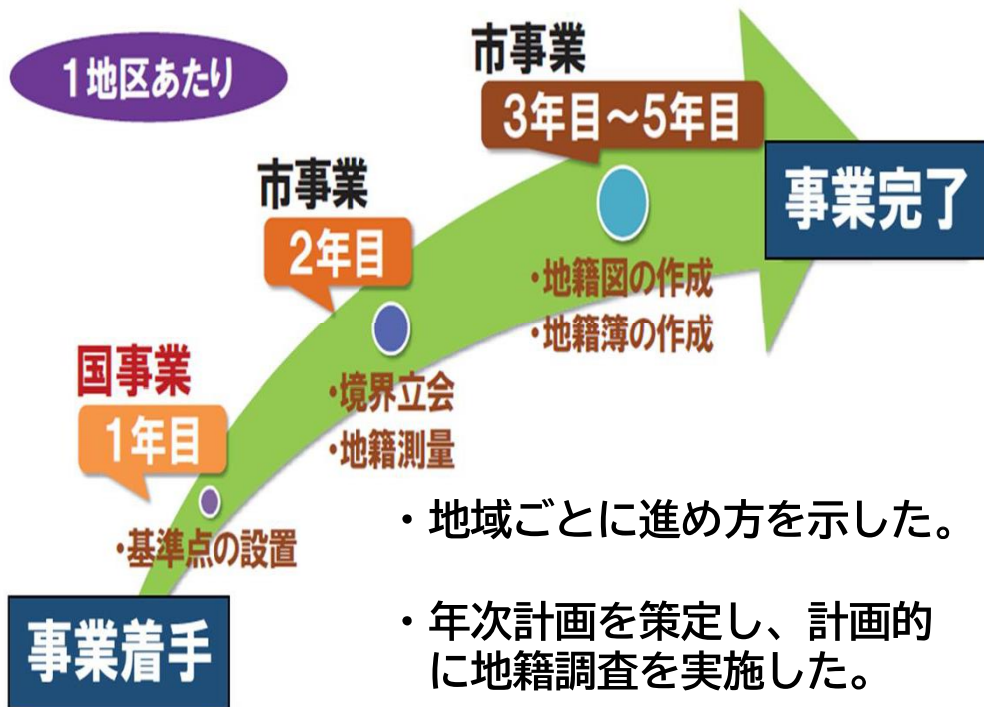 1地区あたり
市事業
3年目～5年目
事業完了
市事業
2年目
・地籍図の作成
・地籍簿の作成
国事業
1年目
・境界立会
・地籍測量
・基準点の設置
・地域ごとに進め方を示した。
・年次計画を策定し、計画的
に地籍調査を実施した。
事業着手